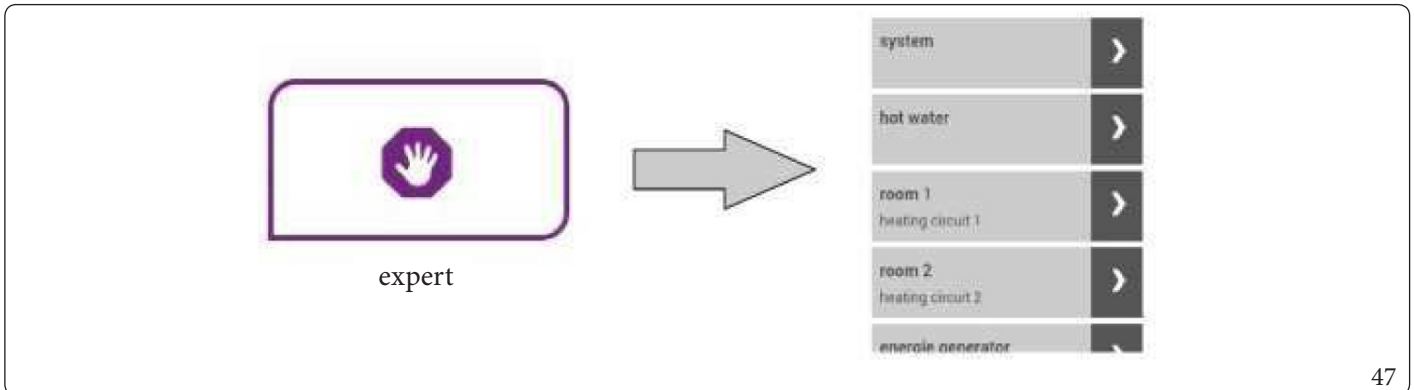 expert
system
hot water
room 1
heating circuit 1
room 2
heating circuit 2
energie generator
47